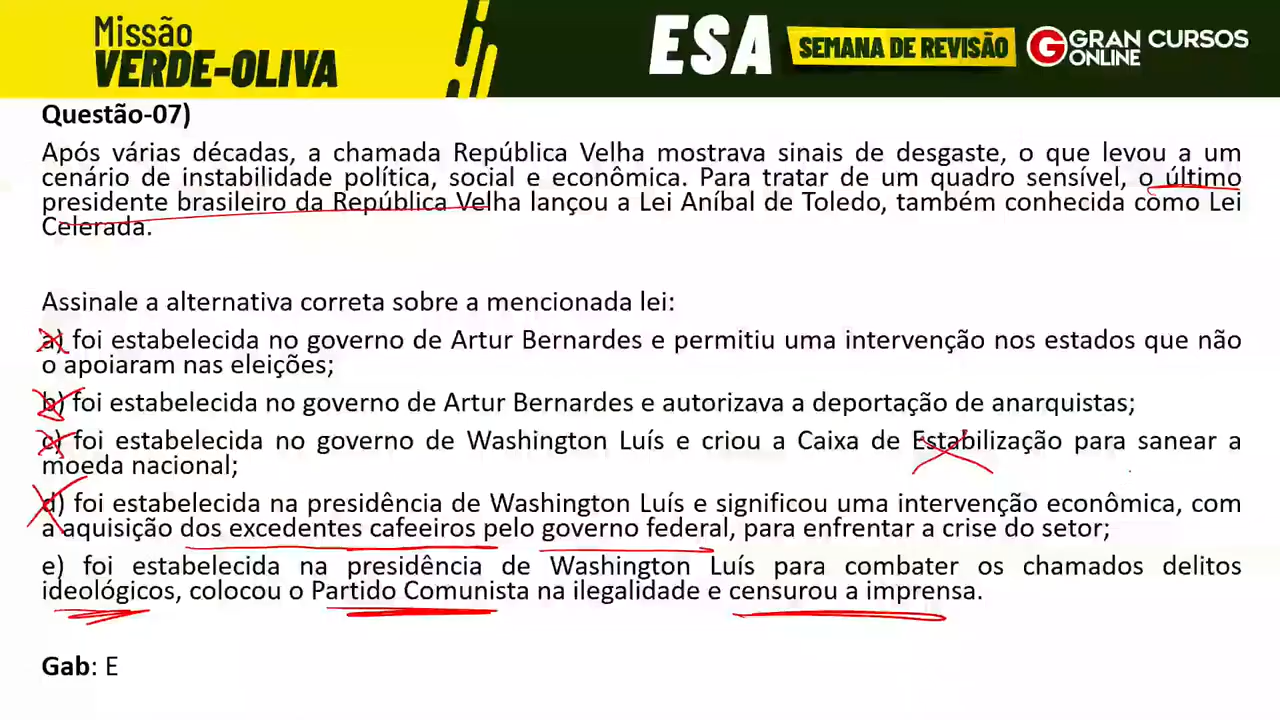 Missão
VERDE-OLIVA
ESA
SEMANA DE REVISÃO
GRAN CURSOS
ONLINE
Questão-07)
Após várias décadas, a chamada República Velha mostrava sinais de desgaste, o que levou a um
cenário de instabilidade política, social e econômica. Para tratar de um quadro sensível, o último
presidente brasileiro da República Velha lançou a Lei Aníbal de Toledo, também conhecida como Lei
Celerada.
Assinale a alternativa correta sobre a mencionada lei:
a) foi estabelecida no governo de Artur Bernardes e permitiu uma intervenção nos estados que não
o apoiaram nas eleições;
b) foi estabelecida no governo de Artur Bernardes e autorizava a deportação de anarquistas;
c) foi estabelecida no governo de Washington Luís e criou a Caixa de Estabilização para sanear a
moeda nacional;
d) foi estabelecida na presidência de Washington Luís e significou uma intervenção econômica, com
a aquisição dos excedentes cafeeiros pelo governo federal, para enfrentar a crise do setor;
e) foi estabelecida na presidência de Washington Luís para combater os chamados delitos
ideológicos, colocou o Partido Comunista na ilegalidade e censurou a imprensa.
Gab: E